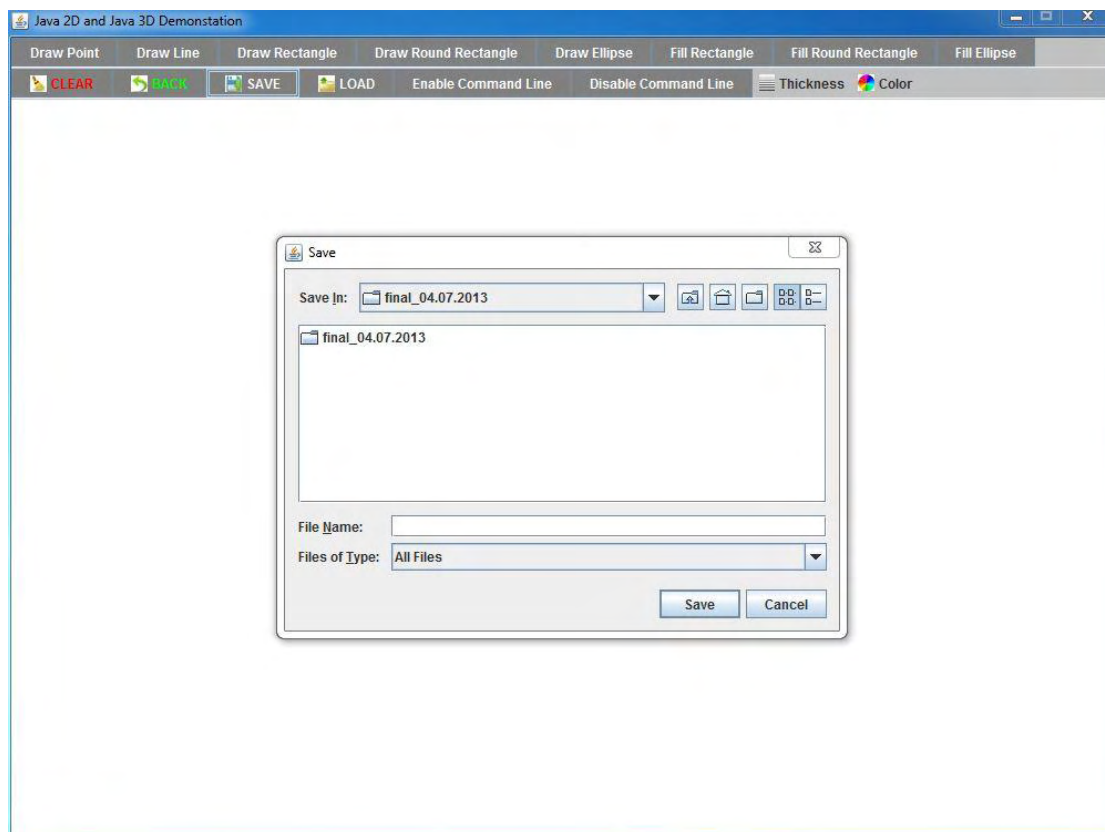 Java 2D and Java 3D Demonstation
Draw Point Draw Line Draw Rectangle Draw Round Rectangle Draw Ellipse Fill Rectangle Fill Round Rectangle Fill Ellipse
CLEAR BACK SAVE LOAD Enable Command Line Disable Command Line Thickness Color
Save
Save In: final_04.07.2013
final_04.07.2013
File Name:
Files of Type: All Files
Save Cancel